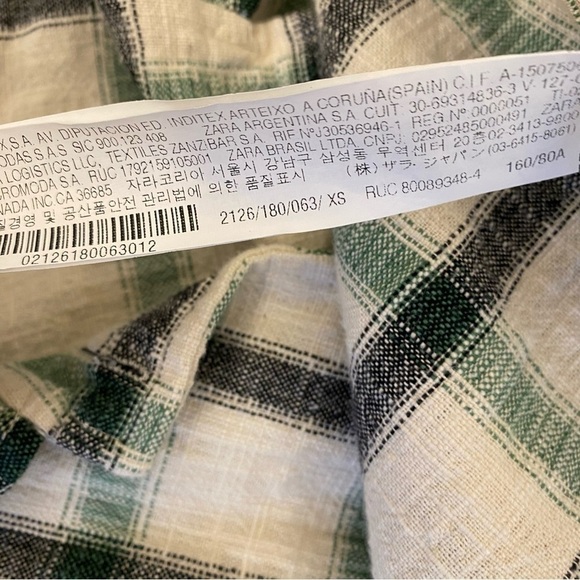 X S.A. AV. DIPUTACION ED. INDITEX.ARTEIXO A CORUÑA(SPAIN) C.I.F. A-150750
ODAS S.A.S. SIC 900.123.408 ZARA ARGENTINA S.A. CUIT 30-69314836-3 V-127-
LOGISTICS LLC, TEXTILES ZANZIBAR S.A. RIF NºJ30536946-1 REG Nº 0000051
ROMODA S.A. RUC 1792159105001 ZARA BRASIL LTDA. CNPJ. 02952485000491 ZARA
NADA INC CA 36685 자라코리아 서울시 강남구 삼성동 무역센터 20층 02-3413-9800
질경영 및 공산품안전 관리법에 의한 품질표시 (株) ザラ・ジャパン (03-6415-8061)
2126/180/063/ XS RUC 80089348-4 160/80A
02126180063012